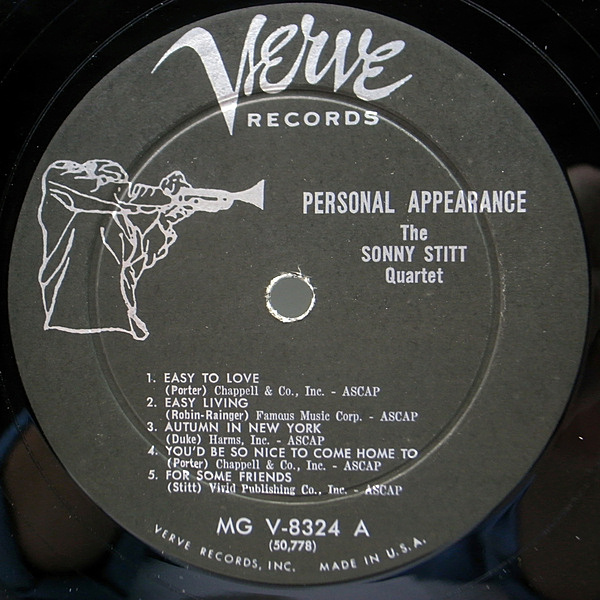 Verve
RECORDS
PERSONAL APPEARANCE
The
SONNY STITT
Quartet
1. EASY TO LOVE
(Porter) Chappell & Co., Inc. - ASCAP
2. EASY LIVING
(Robin-Rainger) Famous Music Corp. - ASCAP
3. AUTUMN IN NEW YORK
(Duke) Harms, Inc. - ASCAP
4. YOU'D BE SO NICE TO COME HOME TO
(Porter) Chappell & Co., Inc. - ASCAP
5. FOR SOME FRIENDS
(Stitt) Vivid Publishing Co., Inc. - ASCAP
MG V-8324 A
(50,778)
VERVE RECORDS, INC. MADE IN U.S.A.